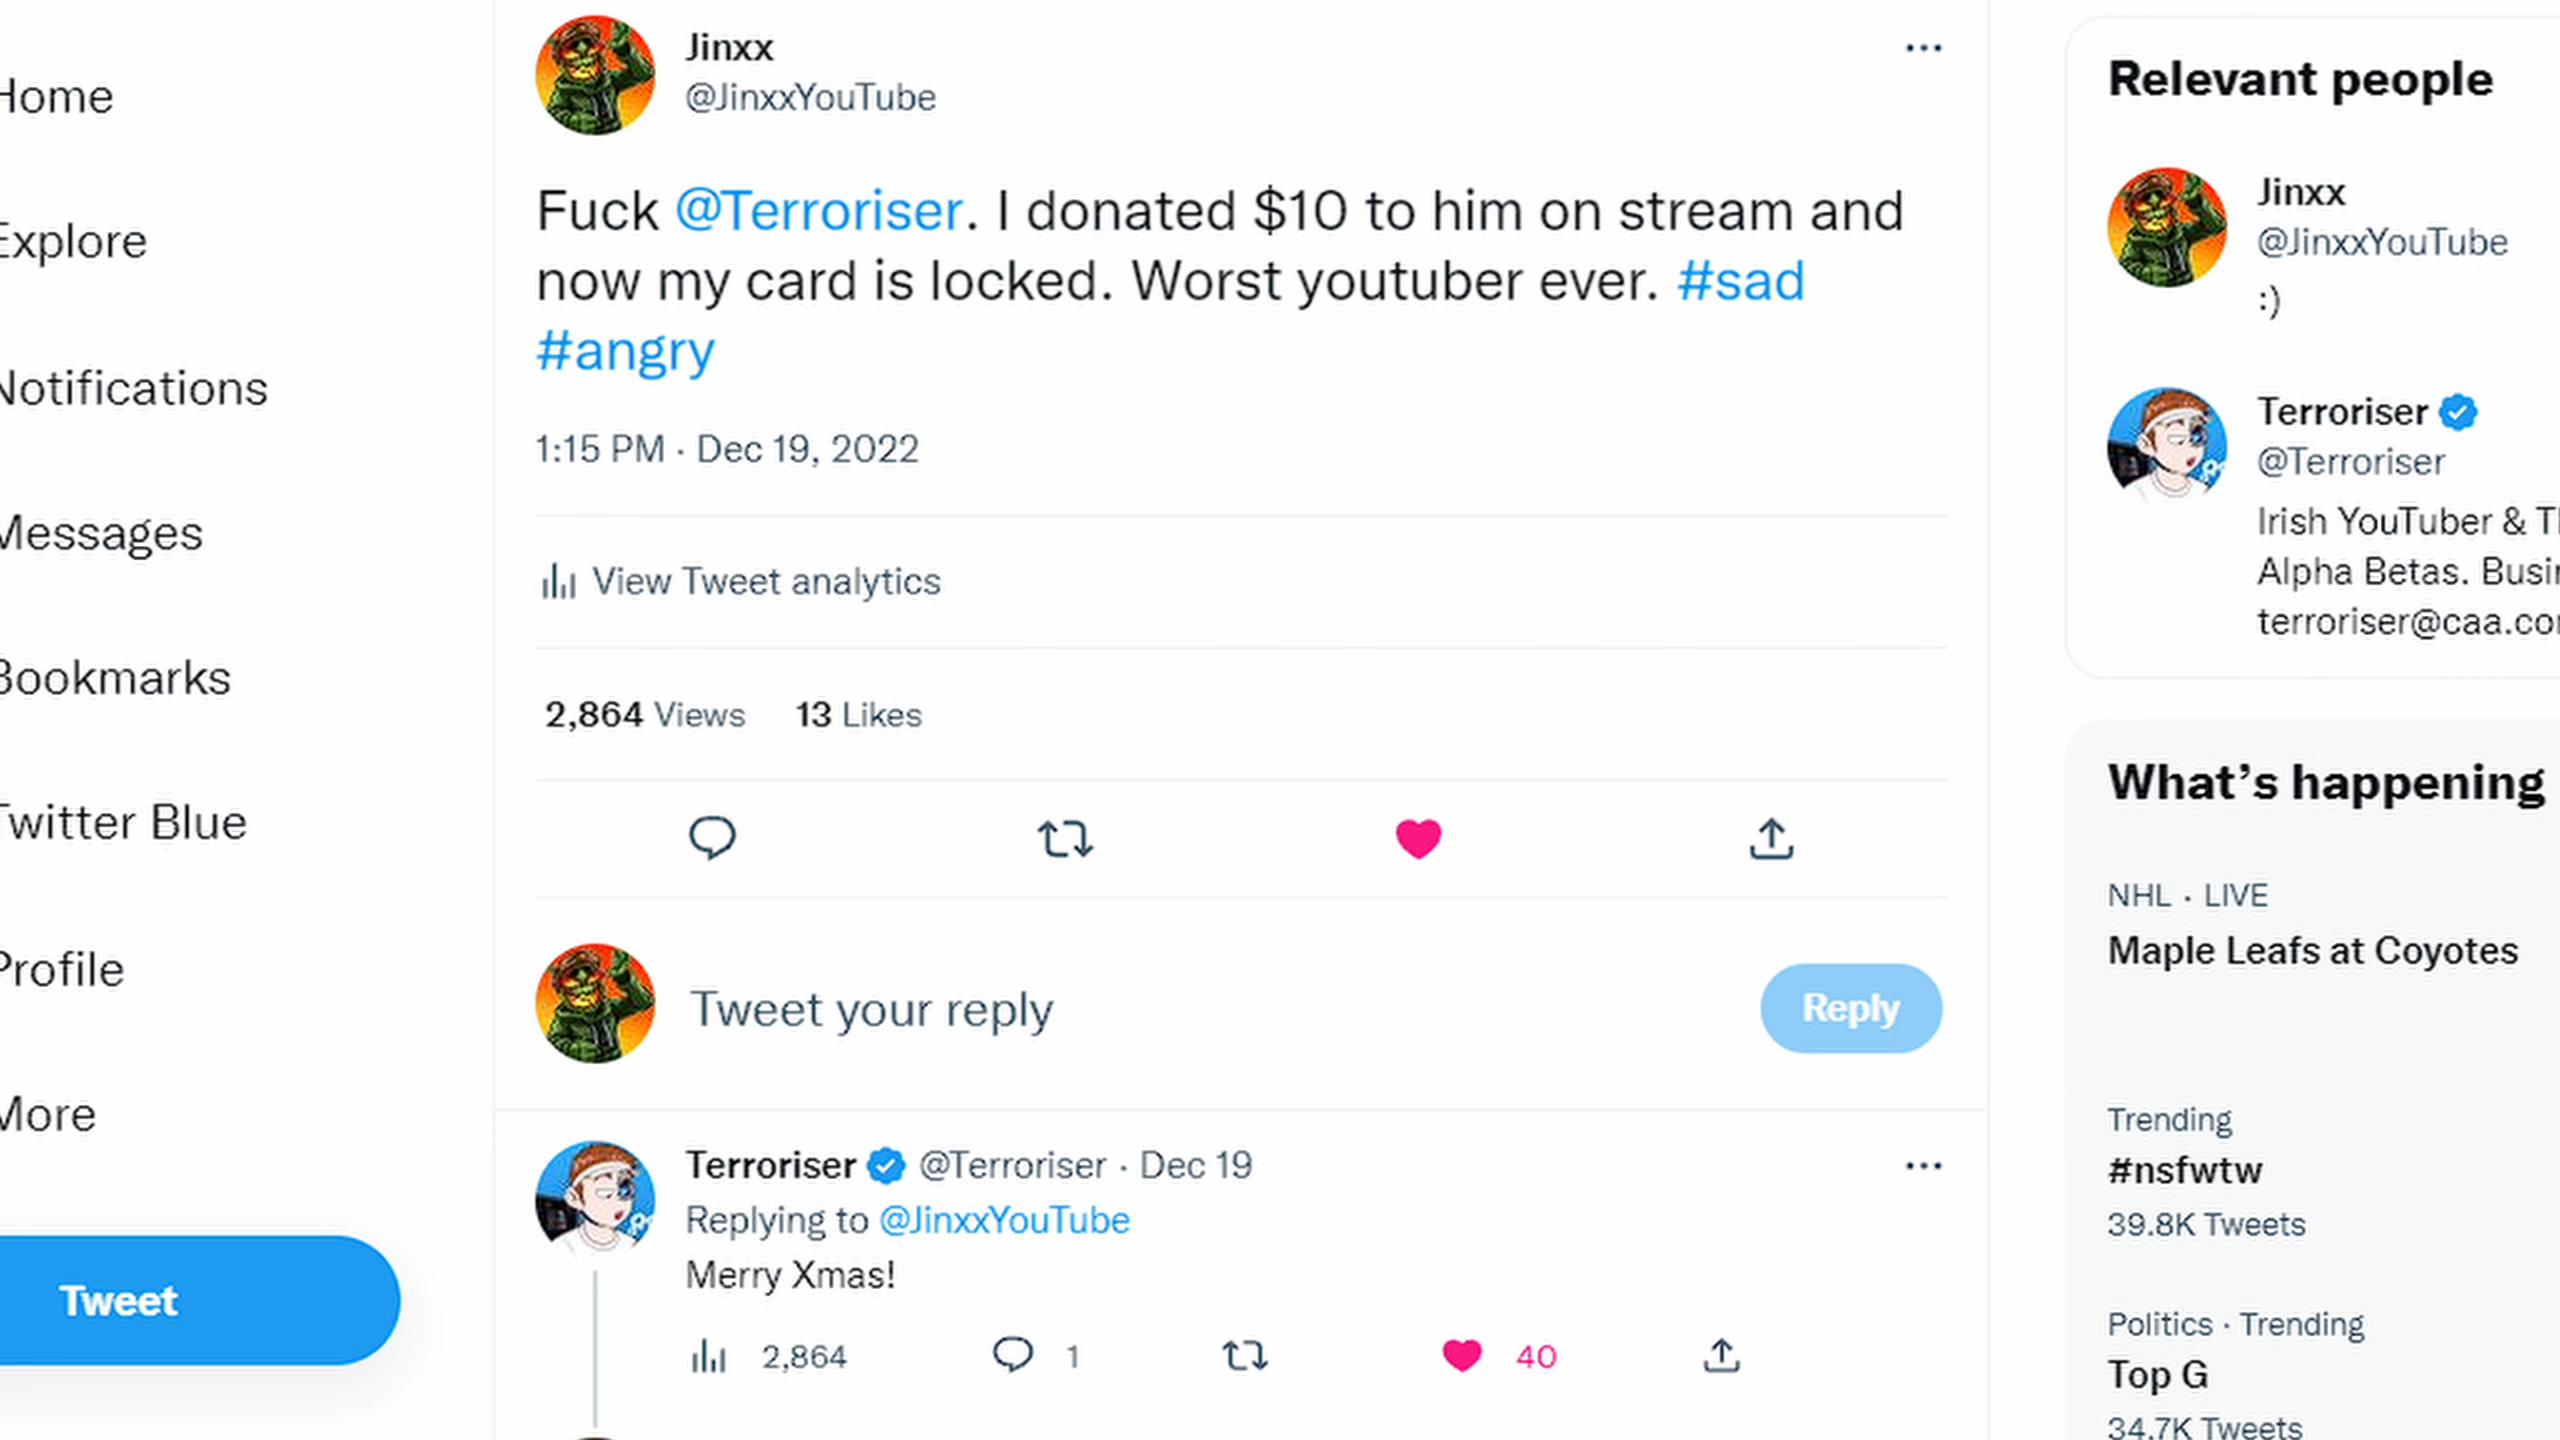 Home
Explore
Notifications
Messages
Bookmarks
Twitter Blue
Profile
More
Tweet
Jinxx
@JinxxYouTube
Fuck @Terroriser. I donated $10 to him on stream and
now my card is locked. Worst youtuber ever. #sad
#angry
1:15 PM · Dec 19, 2022
View Tweet analytics
2,864 Views 13 Likes
Tweet your reply
Reply
Terroriser @Terroriser · Dec 19
Replying to @JinxxYouTube
Merry Xmas!
2,864 1 40
Relevant people
Jinxx
@JinxxYouTube
:)
Terroriser
@Terroriser
Irish YouTuber &
Alpha Betas.
terroriser@caa.co
What's happening
NHL · LIVE
Maple Leafs at Coyotes
Trending
#nsfwtw
39.8K Tweets
Politics · Trending
Top G
34.7K Tweets